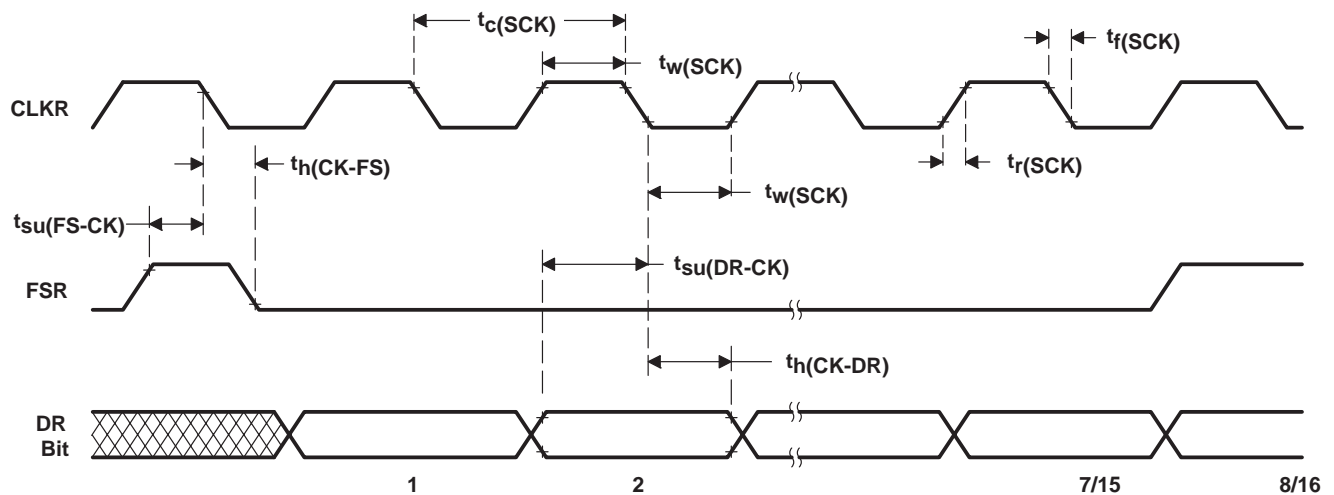 tc(SCK)
tw(SCK)
tf(SCK)
CLKR
th(CK-FS)
tr(SCK)
tw(SCK)
tsu(FS-CK)
tsu(DR-CK)
FSR
th(CK-DR)
DR
Bit
1 2 7/15 8/16